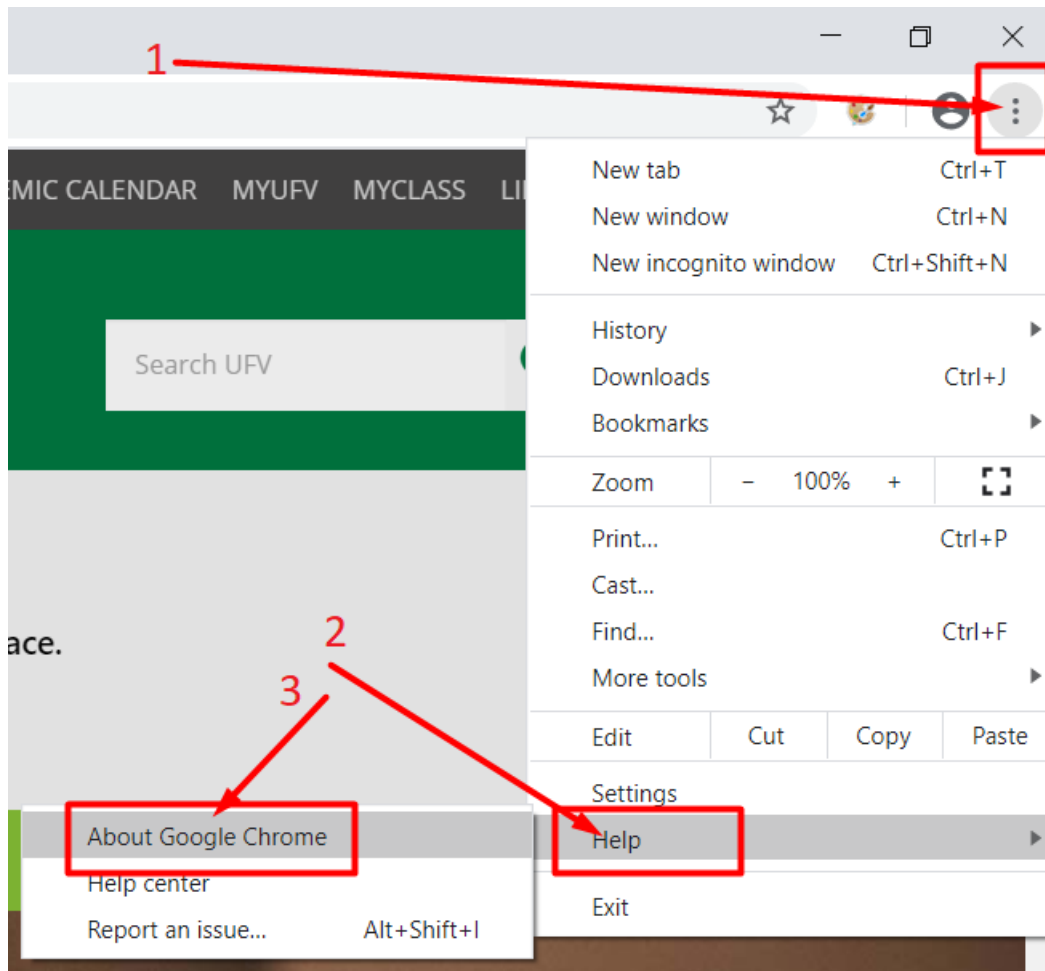 1
EMIC CALENDAR MYUFV MYCLASS LI
Search UFV
ace.
New tab Ctrl+T
New window Ctrl+N
New incognito window Ctrl+Shift+N
History
Downloads Ctrl+J
Bookmarks
Zoom - 100% +
Print... Ctrl+P
Cast...
Find... Ctrl+F
More tools
Edit Cut Copy Paste
Settings
Help
Exit
2
3
About Google Chrome
Help center
Report an issue... Alt+Shift+I